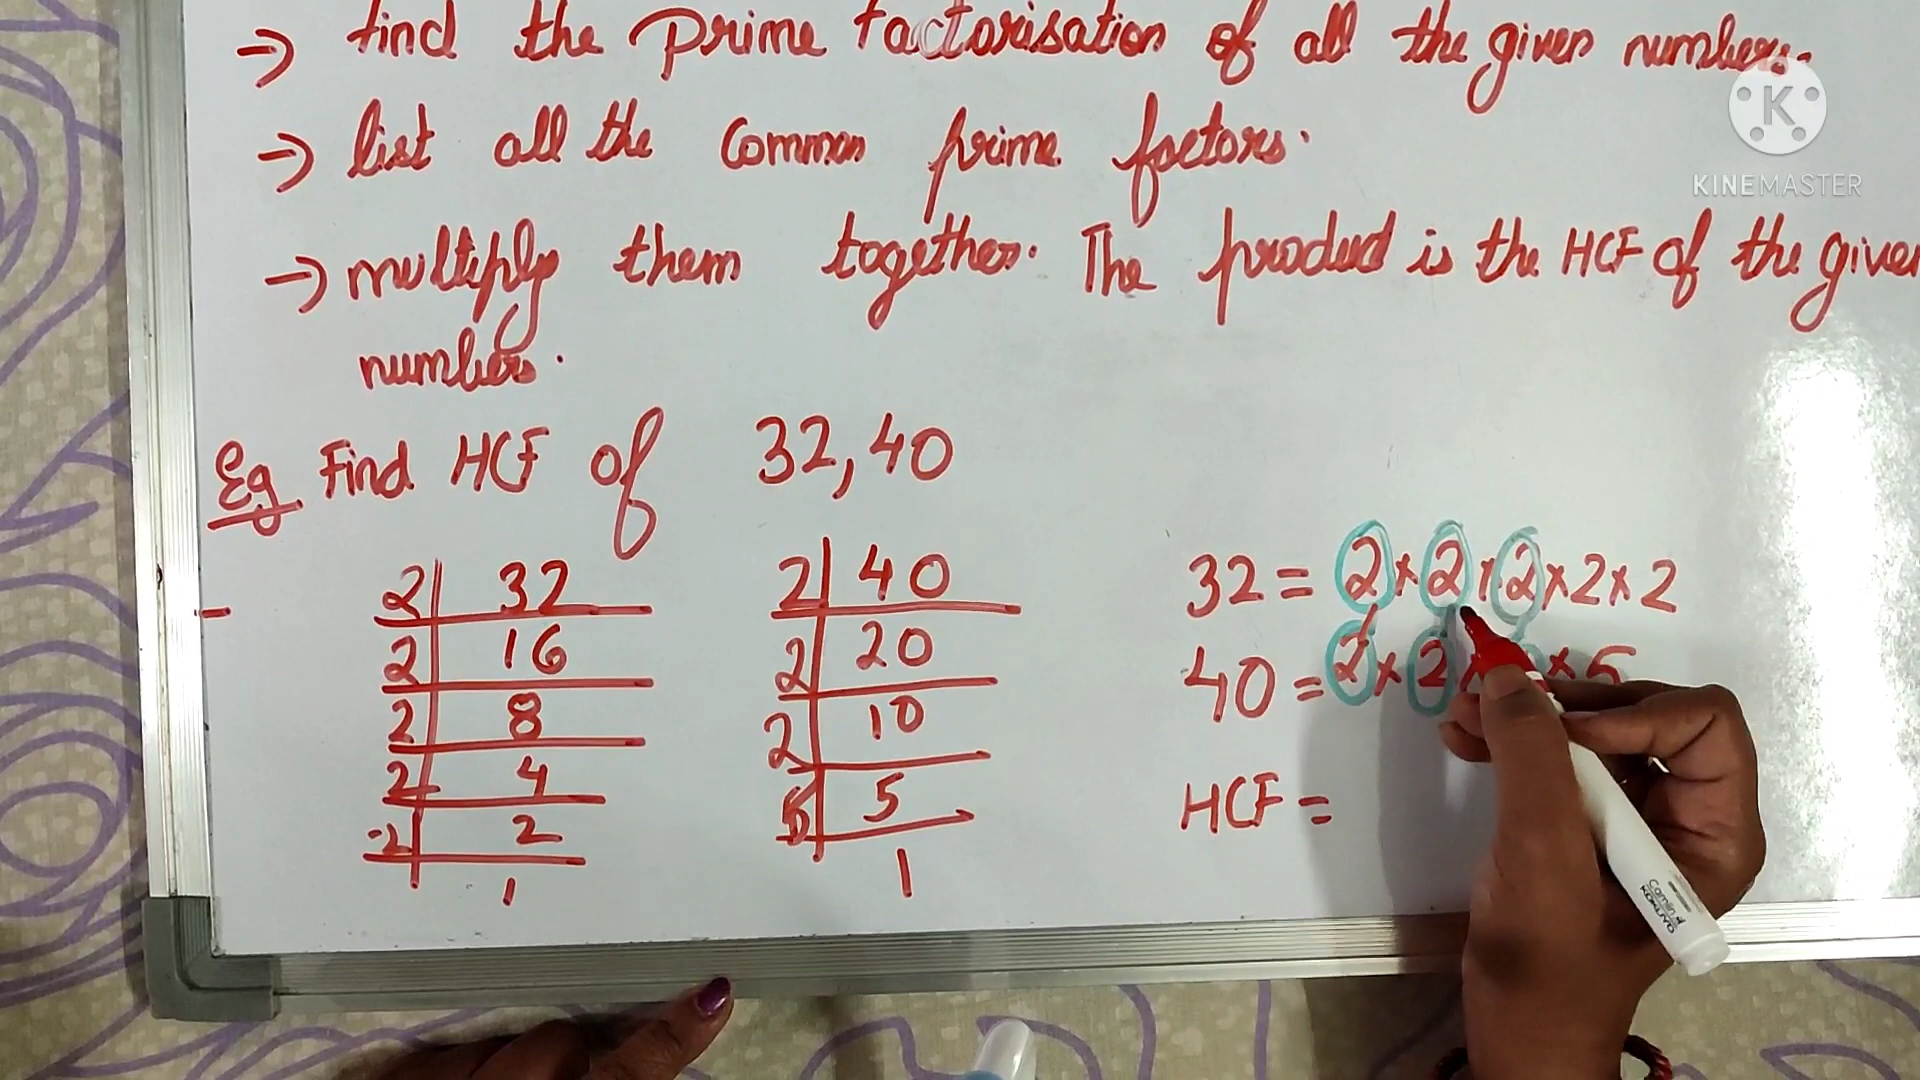 → find the prime factorisation of all the given numbers.
→ list all the common prime factors.
→ multiply them together. The product is the HCF of the given
numbers.
Eg Find HCF of 32, 40
2 | 32
2 | 16
2 | 8
2 | 4
2 | 2
1
2 | 40
2 | 20
2 | 10
5 | 5
1
32 = 2 × 2 × 2 × 2 × 2
40 = 2 × 2 × × 5
HCF =
KINEMASTER
Camlin
KOKUYO